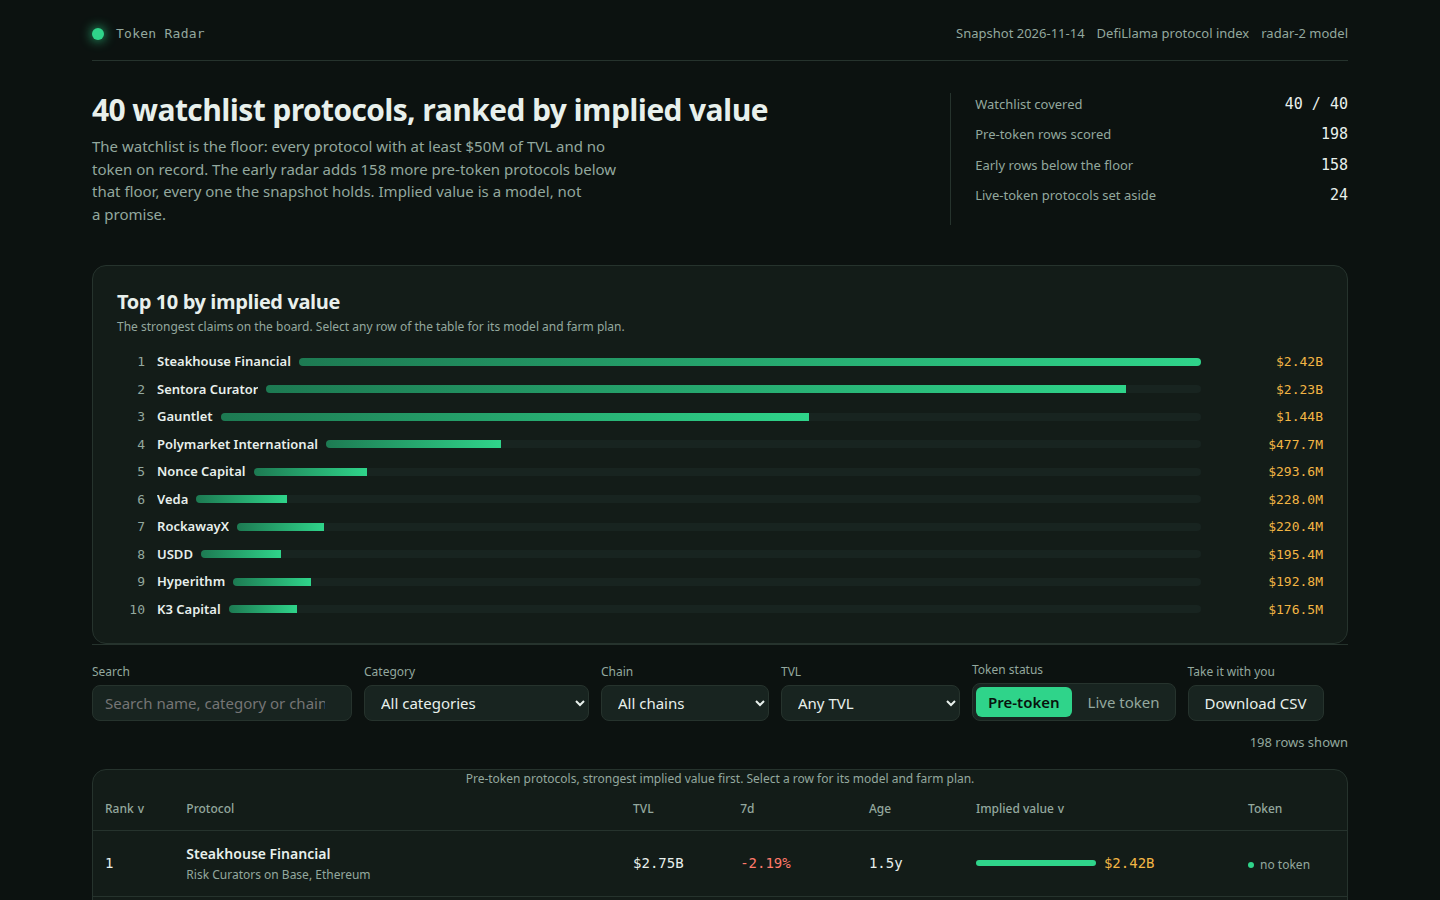 Token Radar
Snapshot 2026-11-14 DefiLlama protocol index radar-2 model
40 watchlist protocols, ranked by implied value
The watchlist is the floor: every protocol with at least $50M of TVL and no
token on record. The early radar adds 158 more pre-token protocols below
that floor, every one the snapshot holds. Implied value is a model, not
a promise.
Watchlist covered 40 / 40
Pre-token rows scored 198
Early rows below the floor 158
Live-token protocols set aside 24
Top 10 by implied value
The strongest claims on the board. Select any row of the table for its model and farm plan.
1 Steakhouse Financial $2.42B
2 Sentora Curator $2.23B
3 Gauntlet $1.44B
4 Polymarket International $477.7M
5 Nonce Capital $293.6M
6 Veda $228.0M
7 RockawayX $220.4M
8 USDD $195.4M
9 Hyperithm $192.8M
10 K3 Capital $176.5M
Search Category Chain TVL Token status Take it with you
Search name, category or chain All categories All chains Any TVL Pre-token Live token Download CSV
198 rows shown
Pre-token protocols, strongest implied value first. Select a row for its model and farm plan.
Rank v Protocol TVL 7d Age Implied value v Token
1 Steakhouse Financial $2.75B -2.19% 1.5y $2.42B no token
Risk Curators on Base, Ethereum